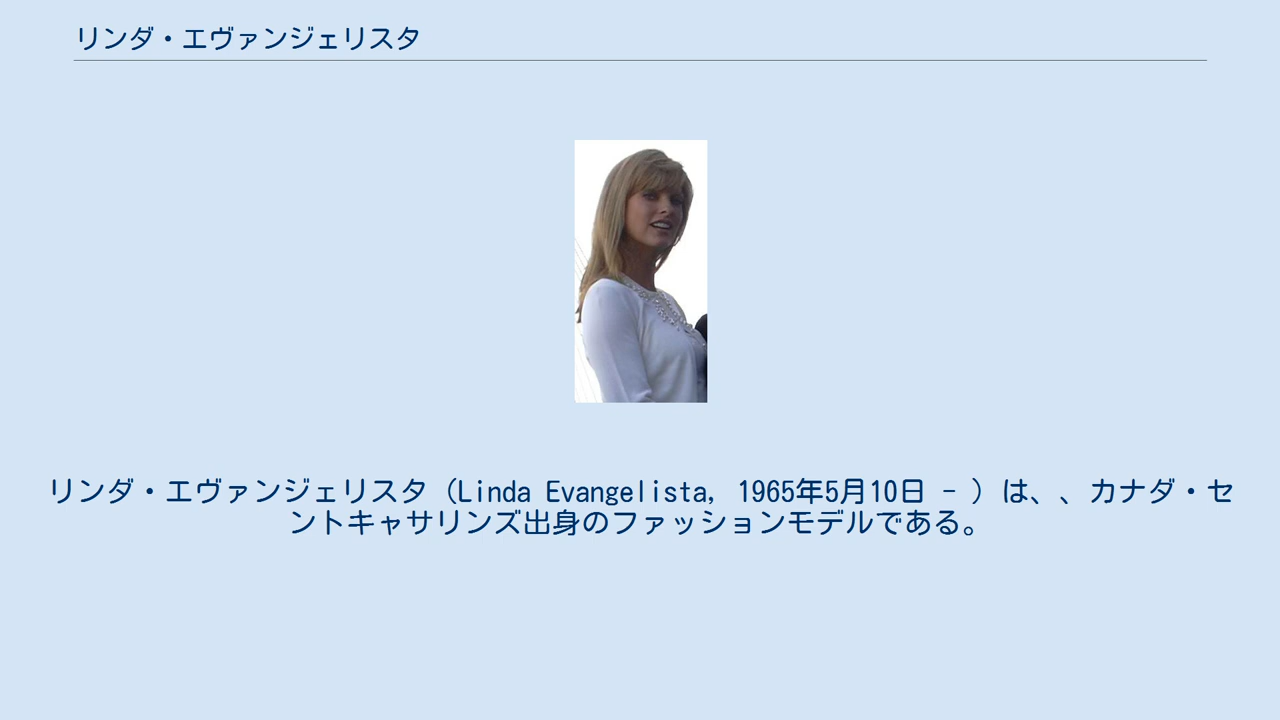 リンダ・エヴァンジェリスタ
リンダ・エヴァンジェリスタ（Linda Evangelista, 1965年5月10日 - ）は、、カナダ・セ
ントキャサリンズ出身のファッションモデルである。